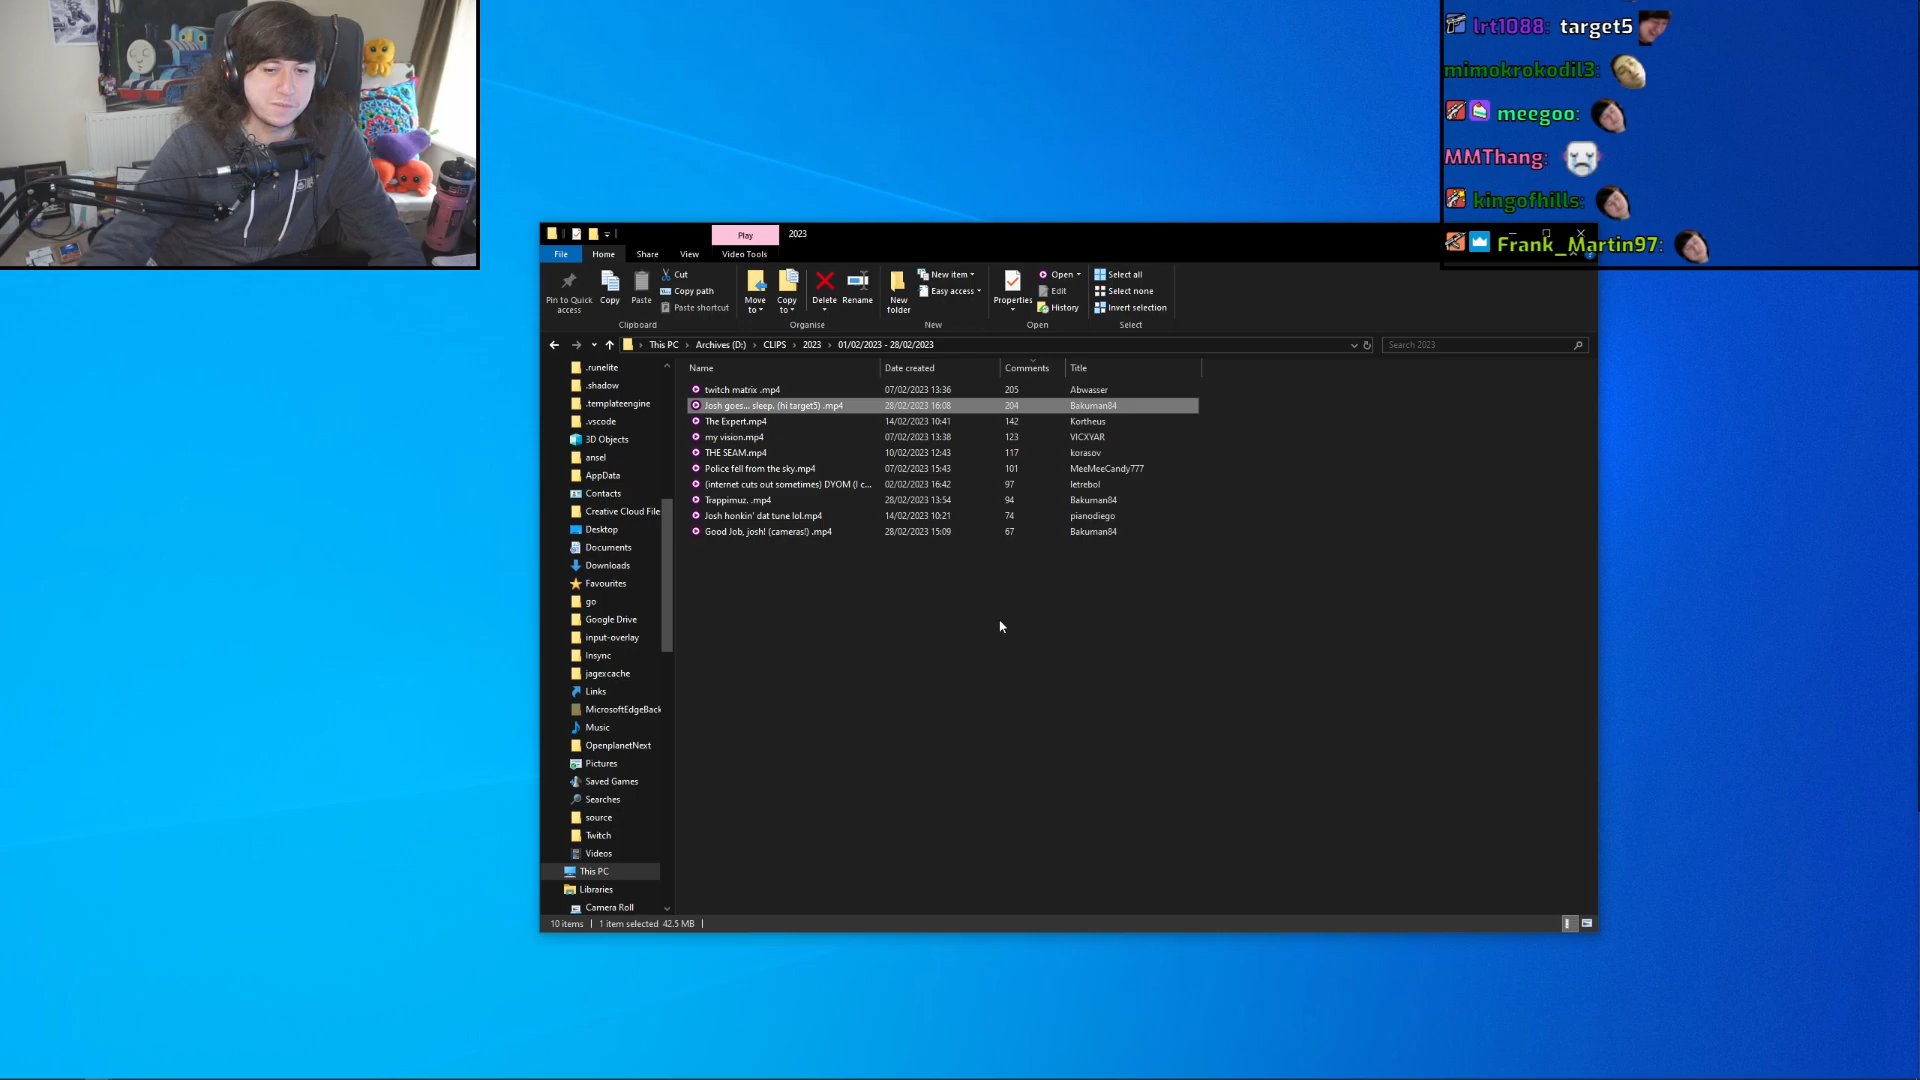 lrt1088: target5
mimokrokodil3:
meegoo:
MMThang:
kingofhills:
Frank_Martin97:
Play 2023
File Home Share View Video Tools
Pin to Quick access
Copy
Paste
Cut
Copy path
Paste shortcut
Clipboard
Move to
Copy to
Delete
Rename
Organise
New folder
New item
Easy access
New
Properties
Open
Edit
History
Open
Select all
Select none
Invert selection
Select
This PC › Archives (D:) › CLIPS › 2023 › 01/02/2023 - 28/02/2023
Search 2023
Name Date created Comments Title
twitch matrix .mp4 07/02/2023 13:36 205 Abwasser
Josh goes... sleep. (hi target5) .mp4 28/02/2023 16:08 204 Bakuman84
The Expert.mp4 14/02/2023 10:41 142 Kortheus
my vision.mp4 07/02/2023 13:38 123 VICXYAR
THE SEAM.mp4 10/02/2023 12:43 117 korasov
Police fell from the sky.mp4 07/02/2023 15:43 101 MeeMeeCandy777
(internet cuts out sometimes) DYOM (I c... 02/02/2023 16:42 97 letrebol
Trappimuz. .mp4 28/02/2023 13:54 94 Bakuman84
Josh honkin' dat tune lol.mp4 14/02/2023 10:21 74 pianodiego
Good Job, josh! (cameras!) .mp4 28/02/2023 15:09 67 Bakuman84
.runelite
.shadow
.templateengine
.vscode
3D Objects
ansel
AppData
Contacts
Creative Cloud File
Desktop
Documents
Downloads
Favourites
go
Google Drive
input-overlay
Insync
jagexcache
Links
MicrosoftEdgeBack
Music
OpenplanetNext
Pictures
Saved Games
Searches
source
Twitch
Videos
This PC
Libraries
Camera Roll
10 items 1 item selected 42.5 MB